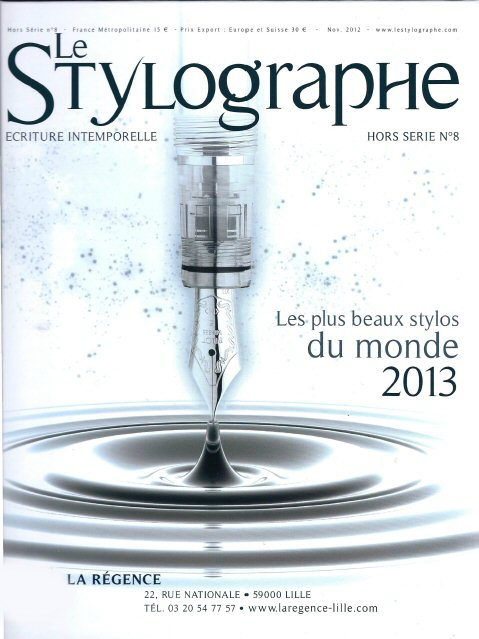 Hors Série n°8 - France Métropolitaine 15 € - Prix Export : Europe et Suisse 30 € - Nov. 2012 - www.lestylographe.com
Le
Stylographe
ECRITURE INTEMPORELLE
HORS SERIE N°8
Les plus beaux stylos
du monde
2013
LA RÉGENCE
22, RUE NATIONALE • 59000 LILLE
TÉL. 03 20 54 77 57 • www.laregence-lille.com